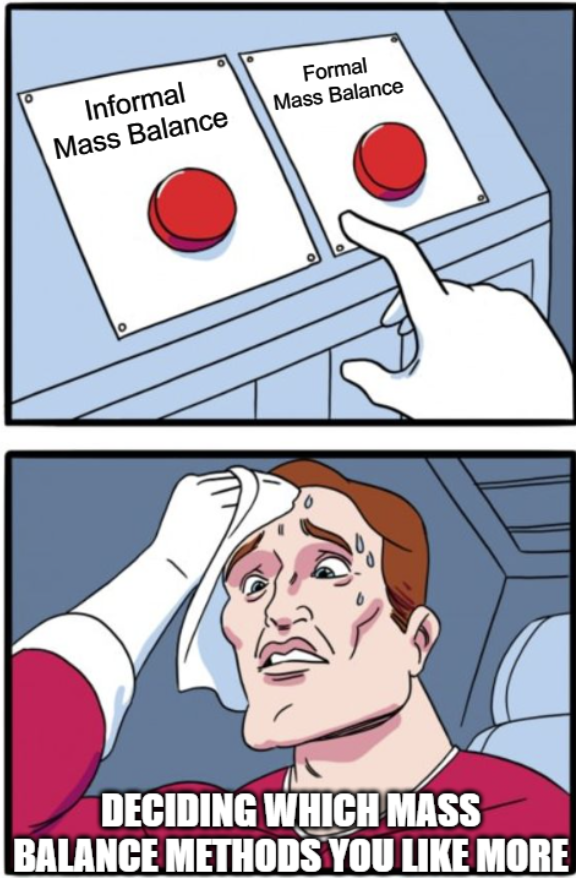 Informal
Mass Balance
Formal
Mass Balance
DECIDING WHICH MASS
BALANCE METHODS YOU LIKE MORE